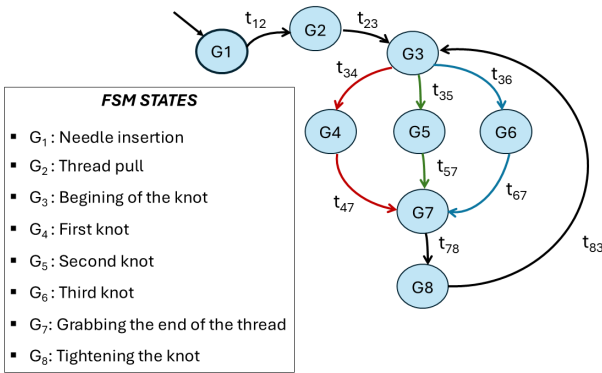 t12
t23
G1
G2
G3
t34
t35
t36
G4
G5
G6
t47
t57
t67
G7
t78
t83
G8
FSM STATES
▪ G1 : Needle insertion
▪ G2 : Thread pull
▪ G3 : Begining of the knot
▪ G4 : First knot
▪ G5 : Second knot
▪ G6 : Third knot
▪ G7: Grabbing the end of the thread
▪ G8: Tightening the knot